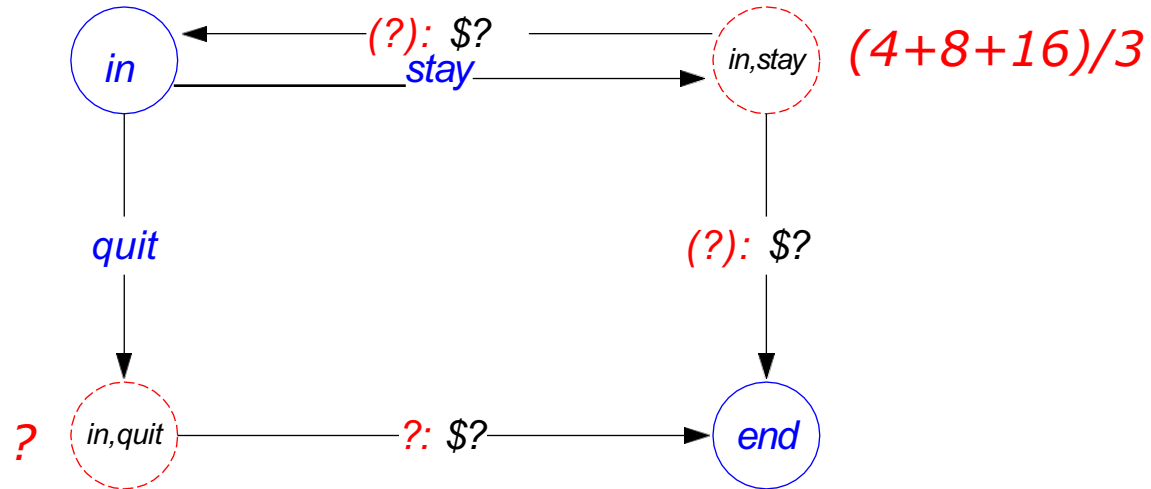 (?): $?
in
stay
in,stay
(4+8+16)/3
quit
(?): $?
?
in,quit
?: $?
end